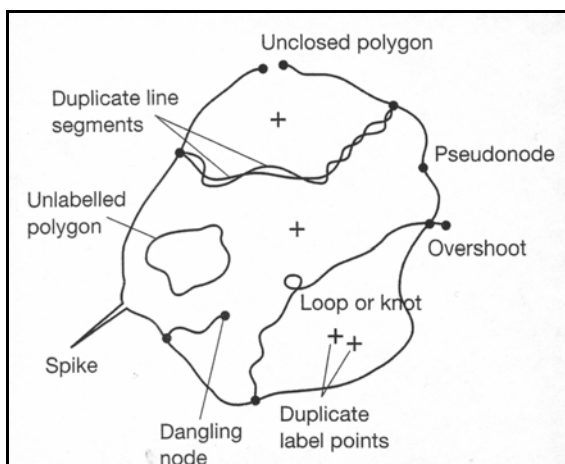 Unclosed polygon
Duplicate line
segments
Pseudonode
Unlabelled
polygon
Overshoot
Loop or knot
Spike
Duplicate
label points
Dangling
node